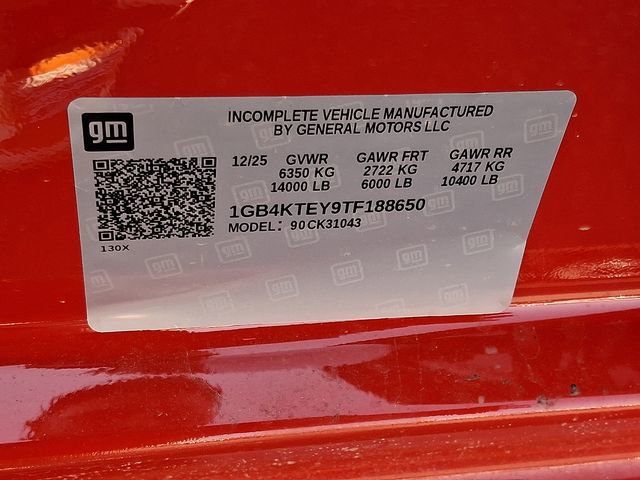 gm
INCOMPLETE VEHICLE MANUFACTURED
BY GENERAL MOTORS LLC
12/25 GVWR GAWR FRT GAWR RR
6350 KG 2722 KG 4717 KG
14000 LB 6000 LB 10400 LB
1GB4KTEY9TF188650
MODEL: 90CK31043
130X